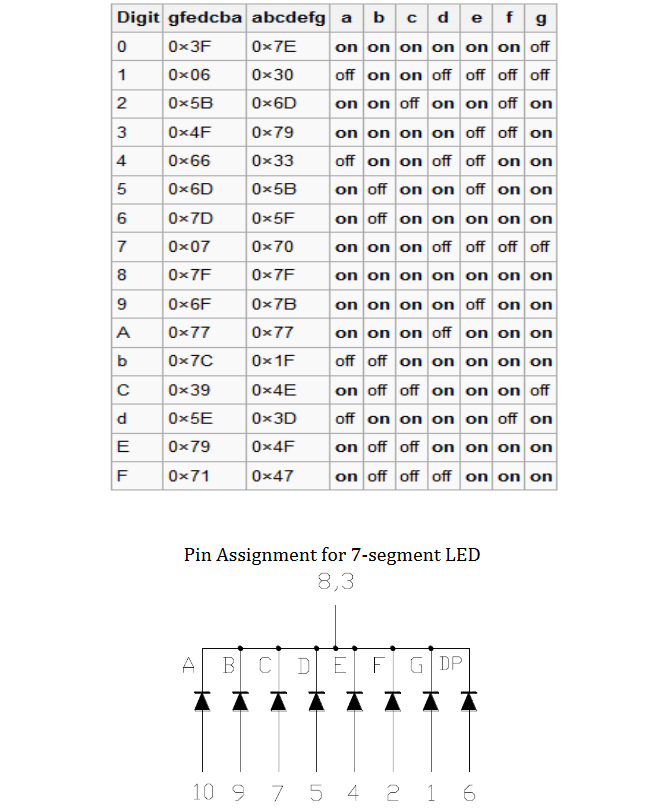 Digit gfedcba abcdefg a b c d e f g
0 0×3F 0×7E on on on on on on off
1 0×06 0×30 off on on off off off off
2 0×5B 0×6D on on off on on off on
3 0×4F 0×79 on on on on off off on
4 0×66 0×33 off on on off off on on
5 0×6D 0×5B on off on on off on on
6 0×7D 0×5F on off on on on on on
7 0×07 0×70 on on on off off off off
8 0×7F 0×7F on on on on on on on
9 0×6F 0×7B on on on on off on on
A 0×77 0×77 on on on off on on on
b 0×7C 0×1F off off on on on on on
C 0×39 0×4E on off off on on on off
d 0×5E 0×3D off on on on on off on
E 0×79 0×4F on off off on on on on
F 0×71 0×47 on off off off on on on
Pin Assignment for 7-segment LED
8,3
A B C D E F G DP
10 9 7 5 4 2 1 6